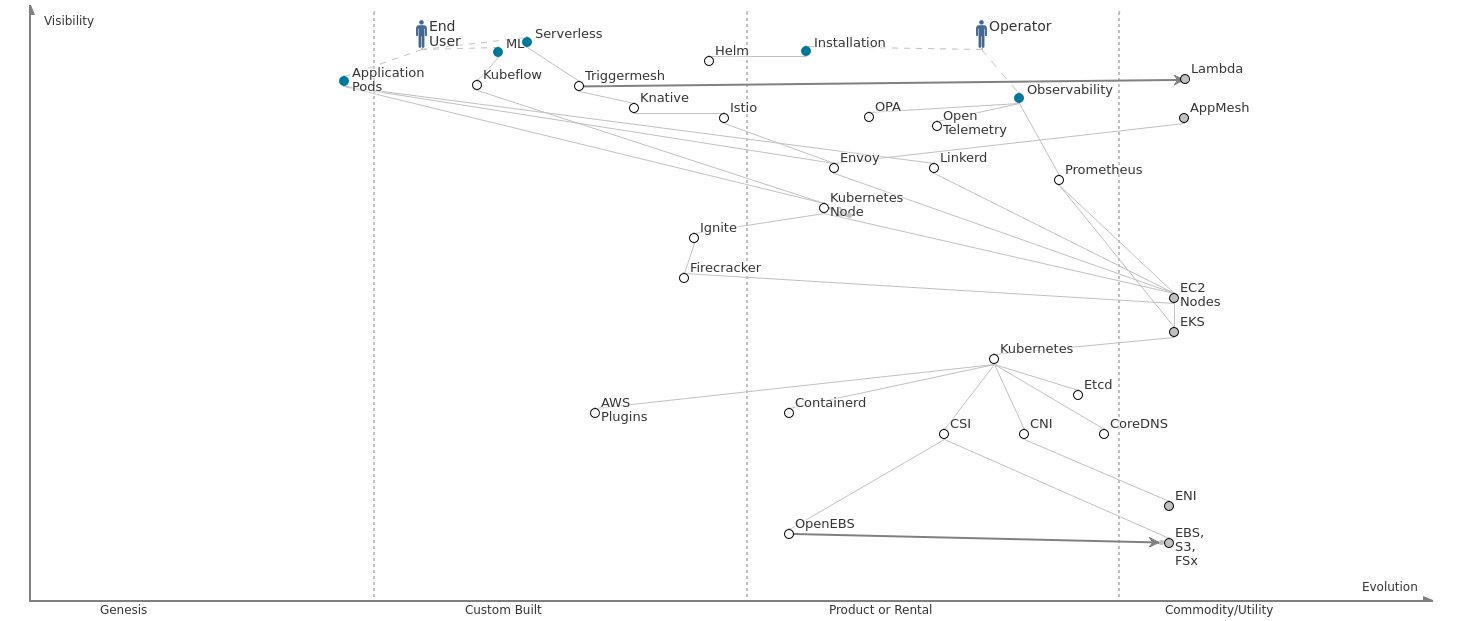 Visibility
End
User
Operator
Serverless
ML
Installation
Helm
Application
Pods
Kubeflow
Triggermesh
Lambda
Observability
Knative
Istio
OPA
Open
Telemetry
AppMesh
Envoy
Linkerd
Prometheus
Kubernetes
Node
Ignite
Firecracker
EC2
Nodes
EKS
Kubernetes
Etcd
AWS
Plugins
Containerd
CSI
CNI
CoreDNS
ENI
OpenEBS
EBS,
S3,
FSx
Evolution
Genesis
Custom Built
Product or Rental
Commodity/Utility